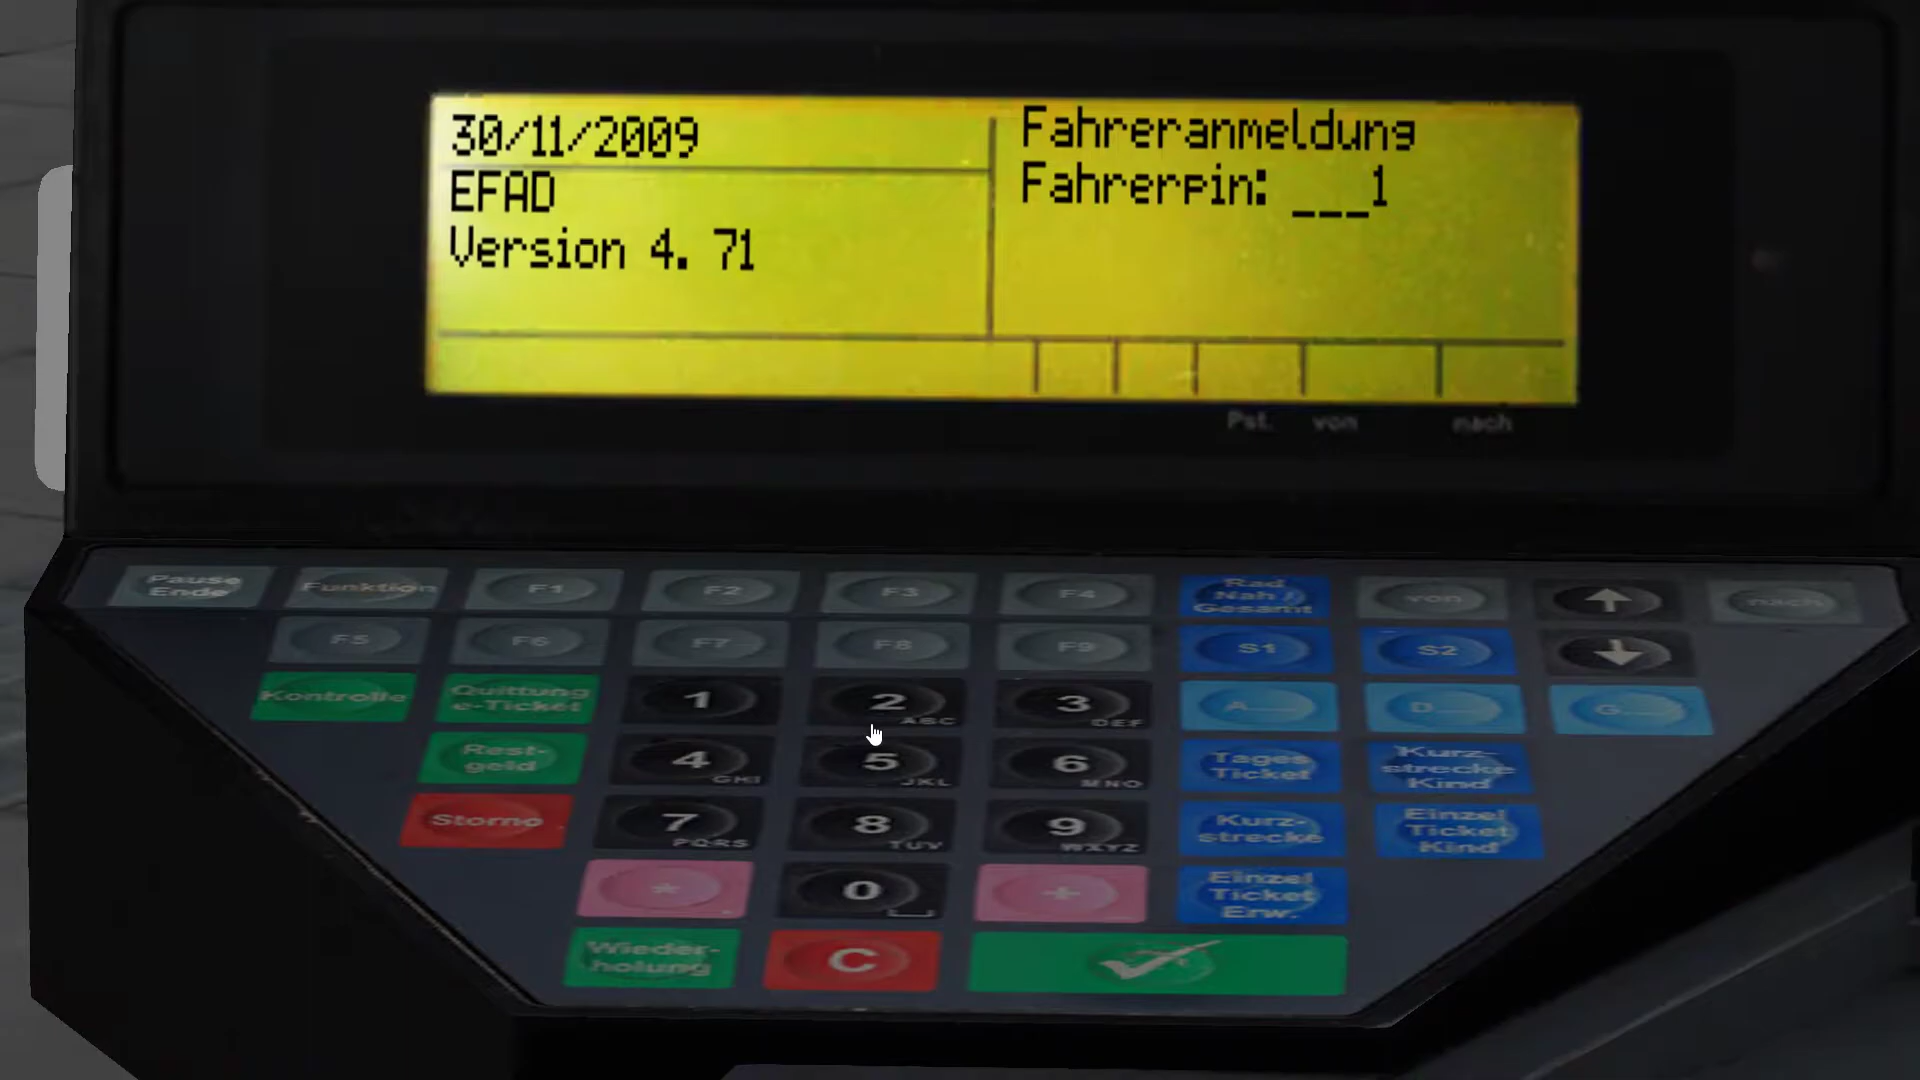 30/11/2009
EFAD
Version 4. 71
Fahreranmeldung
Fahrerpin: ___1
Pst. von nach
Pause Ende
Funktion
F1
F2
F3
F4
Rad Nah / Gesamt
von
↑
nach
F5
F6
F7
F8
F9
S1
S2
↓
Kontrolle
Quittung e-Ticket
1
2 ABC
3 DEF
A
D
G
Rest-
geld
4 GHI
5 JKL
6 MNO
Tages
Ticket
Kurz-
strecke
Kind
Storno
7 PQRS
8 TUV
9 WXYZ
Kurz-
strecke
Einzel
Ticket
Kind
*
0
+
Einzel
Ticket
Erw.
Wieder-
holung
C